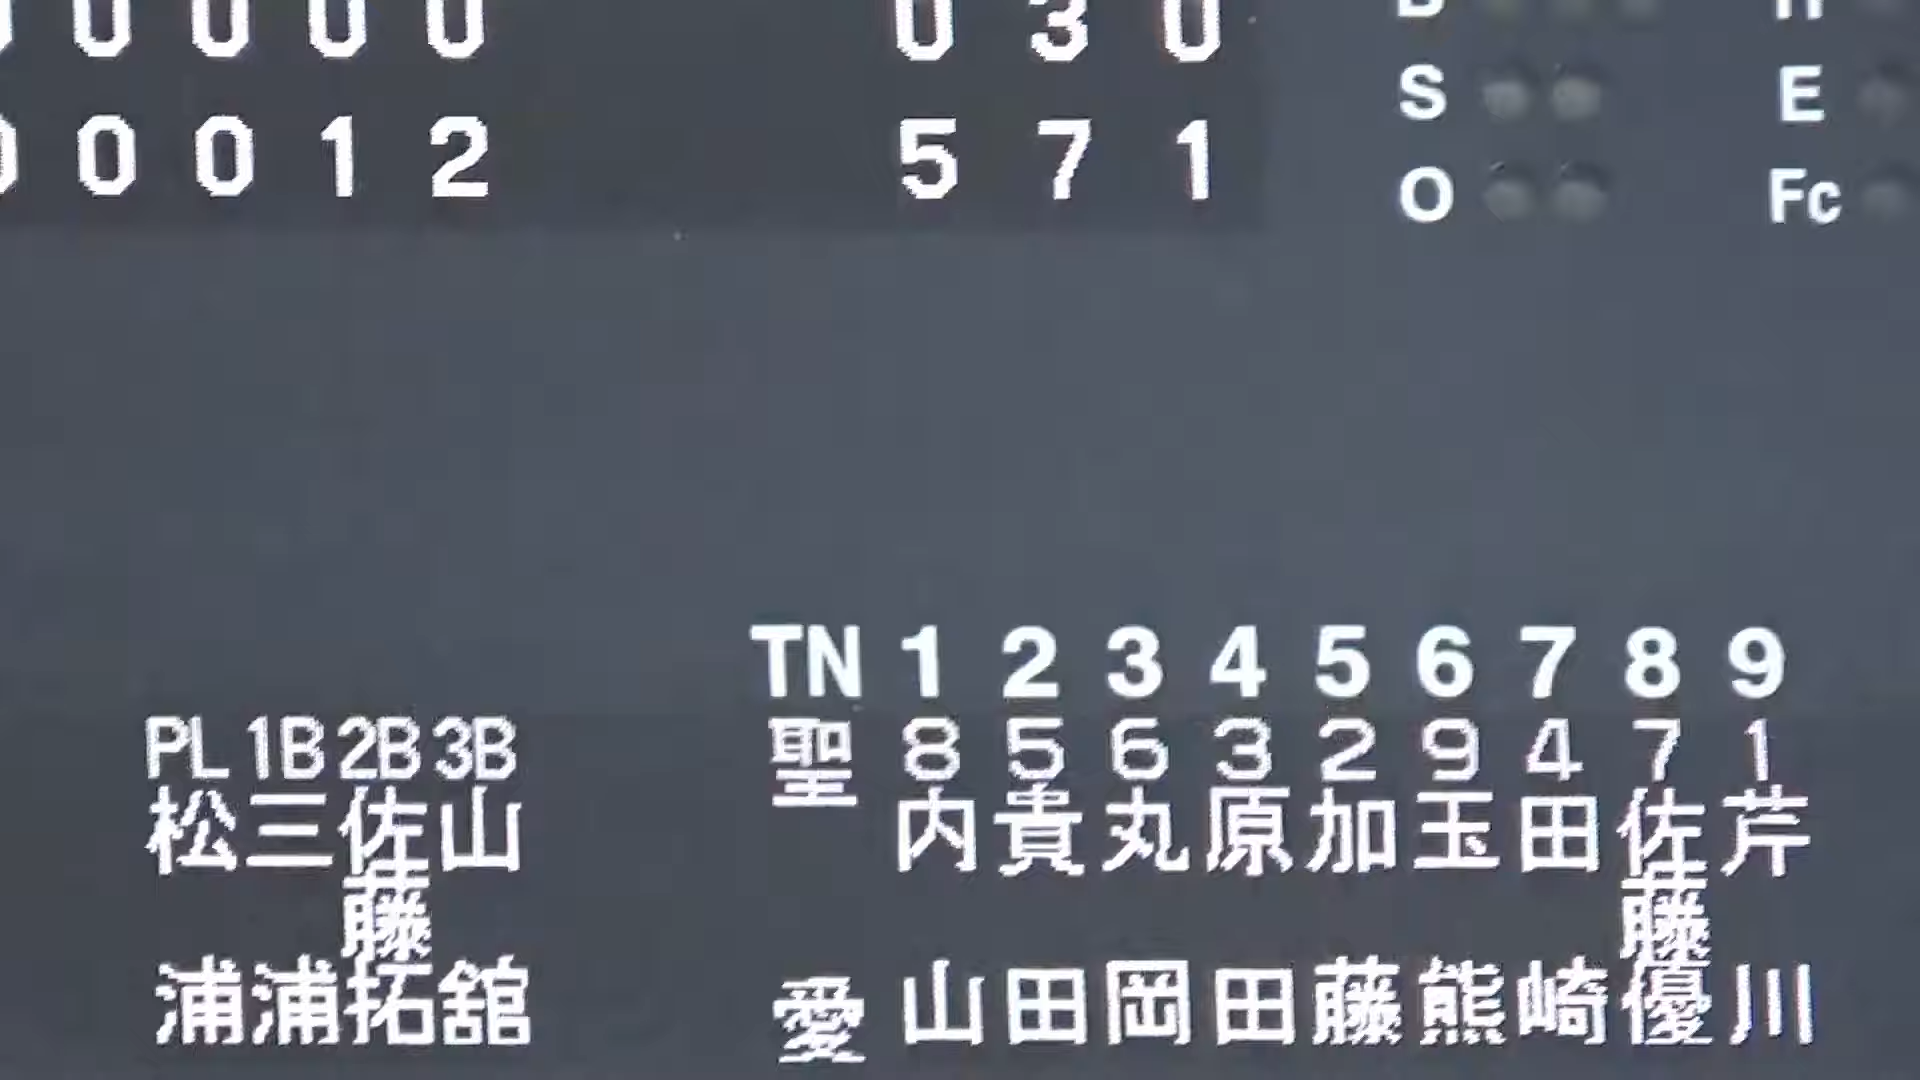 0 0 0 0 0 3 0
S E
0 0 1 2 5 7 1
O Fc
TN 1 2 3 4 5 6 7 8 9
PL 1B 2B 3B
松浦 三浦 佐藤拓 山舘
聖愛
8 5 6 3 2 9 4 7 1
内山 貴田 丸岡 原田 加藤 玉熊 田崎 佐藤優 芹川